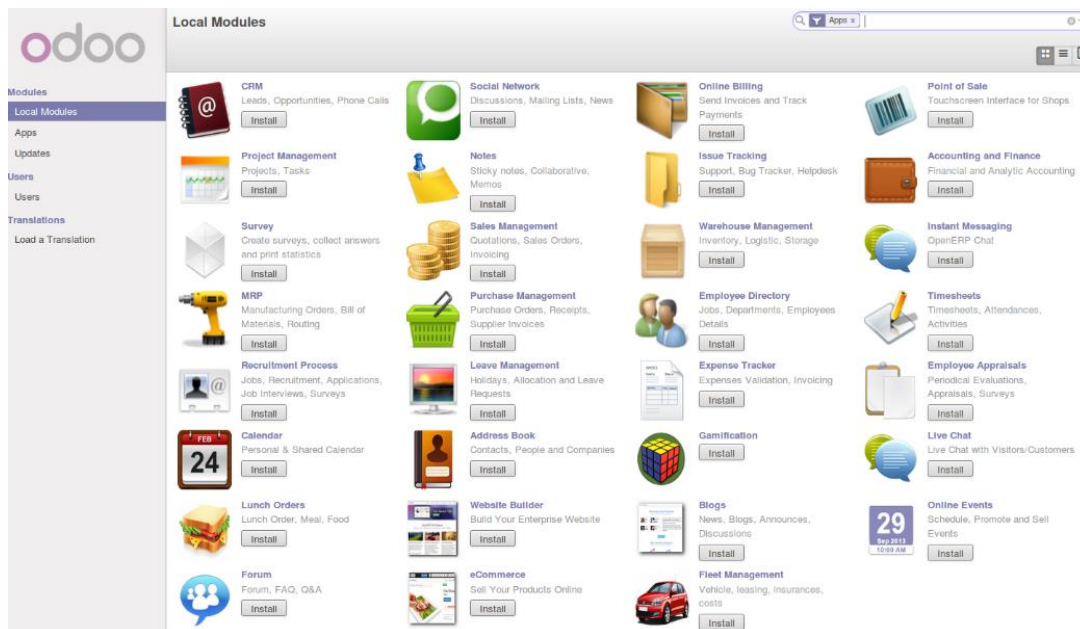 odoo
Local Modules
Apps x
Modules
Local Modules
Apps
Updates
Users
Users
Translations
Load a Translation
CRM
Leads, Opportunities, Phone Calls
Install
Social Network
Discussions, Mailing Lists, News
Install
Online Billing
Send Invoices and Track
Payments
Install
Point of Sale
Touchscreen Interface for Shops
Install
Project Management
Projects, Tasks
Install
Notes
Sticky notes, Collaborative,
Memos
Install
Issue Tracking
Support, Bug Tracker, Helpdesk
Install
Accounting and Finance
Financial and Analytic Accounting
Install
Survey
Create surveys, collect answers
and print statistics
Install
Sales Management
Quotations, Sales Orders,
Invoicing
Install
Warehouse Management
Inventory, Logistic, Storage
Install
Instant Messaging
OpenERP Chat
Install
MRP
Manufacturing Orders, Bill of
Materials, Routing
Install
Purchase Management
Purchase Orders, Receipts,
Supplier Invoices
Install
Employee Directory
Jobs, Departments, Employees
Details
Install
Timesheets
Timesheets, Attendances,
Activities
Install
@
Recruitment Process
Jobs, Recruitment, Applications,
Job Interviews, Surveys
Install
Leave Management
Holidays, Allocation and Leave
Requests
Install
Expense Tracker
Expenses Validation, Invoicing
Install
Employee Appraisals
Periodical Evaluations,
Appraisals, Surveys
Install
FEB
24
Calendar
Personal & Shared Calendar
Install
Address Book
Contacts, People and Companies
Install
Gamification
Install
Live Chat
Live Chat with Visitors/Customers
Install
Lunch Orders
Lunch Order, Meal, Food
Install
Website Builder
Build Your Enterprise Website
Install
Blogs
News, Blogs, Announces,
Discussions
Install
29
Sep 2013
10:00 AM
Online Events
Schedule, Promote and Sell
Events
Install
Forum
Forum, FAQ, Q&A
Install
eCommerce
Sell Your Products Online
Install
Fleet Management
Vehicle, leasing, insurances,
costs
Install